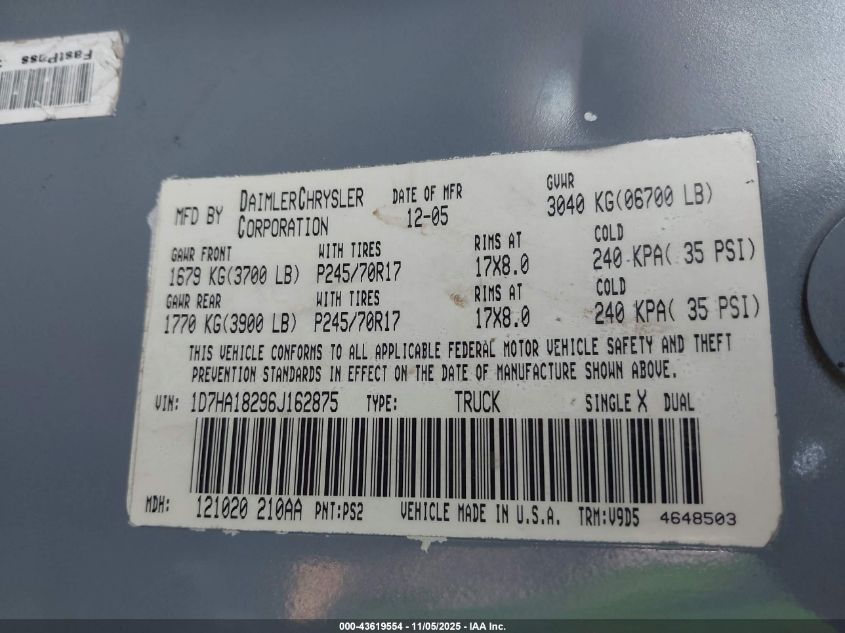 FastPass
MFD BY DAIMLERCHRYSLER CORPORATION DATE OF MFR 12-05 GVWR 3040 KG(06700 LB)
GAWR FRONT WITH TIRES RIMS AT COLD
1679 KG(3700 LB) P245/70R17 17X8.0 240 KPA( 35 PSI)
GAWR REAR WITH TIRES RIMS AT COLD
1770 KG(3900 LB) P245/70R17 17X8.0 240 KPA( 35 PSI)
THIS VEHICLE CONFORMS TO ALL APPLICABLE FEDERAL MOTOR VEHICLE SAFETY AND THEFT
PREVENTION STANDARDS IN EFFECT ON THE DATE OF MANUFACTURE SHOWN ABOVE.
VIN: 1D7HA18296J162875 TYPE: TRUCK SINGLE X DUAL
MDH: 121020 210AA PNT:PS2 VEHICLE MADE IN U.S.A. TRM:V9D5 4648503
000-43619554 - 11/05/2025 - IAA Inc.